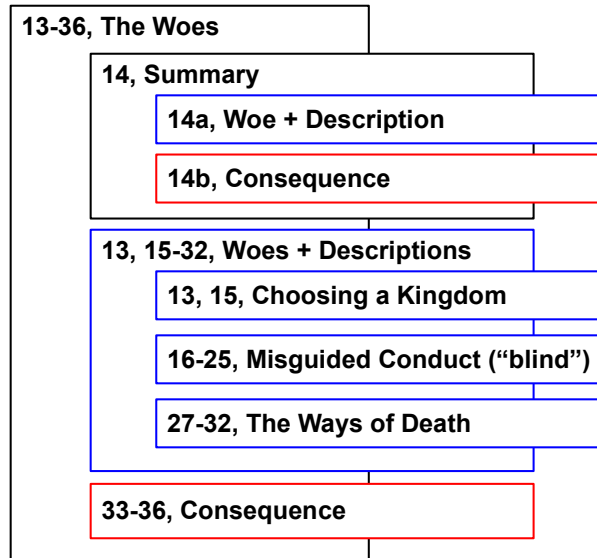 13-36, The Woes
14, Summary
14a, Woe + Description
14b, Consequence
13, 15-32, Woes + Descriptions
13, 15, Choosing a Kingdom
16-25, Misguided Conduct (“blind”)
27-32, The Ways of Death
33-36, Consequence